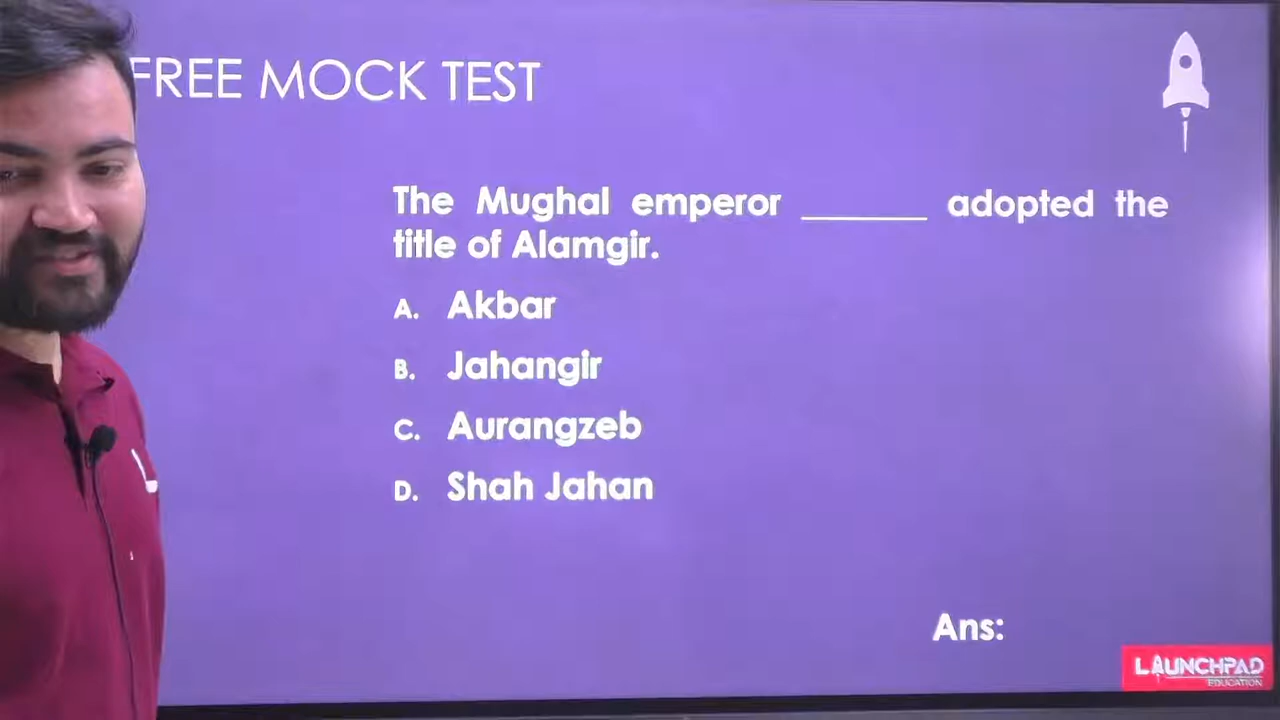 FREE MOCK TEST
The Mughal emperor _______ adopted the
title of Alamgir.
A. Akbar
B. Jahangir
C. Aurangzeb
D. Shah Jahan
Ans:
LAUNCHPAD
EDUCATION